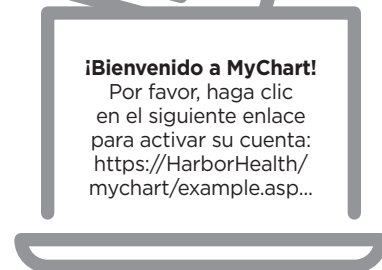 ¡Bienvenido a MyChart!
Por favor, haga clic
en el siguiente enlace
para activar su cuenta:
https://HarborHealth/
mychart/example.asp...